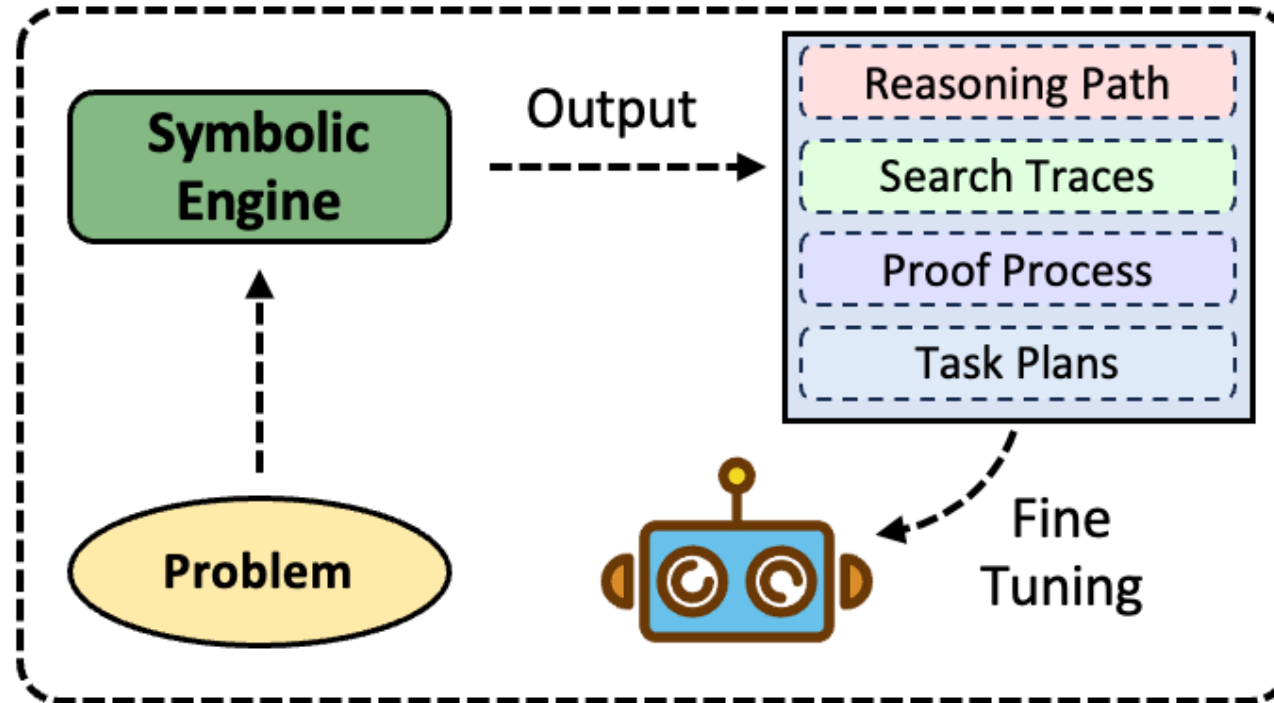 Symbolic
Engine
Output
Reasoning Path
Search Traces
Proof Process
Task Plans
Problem
Fine
Tuning